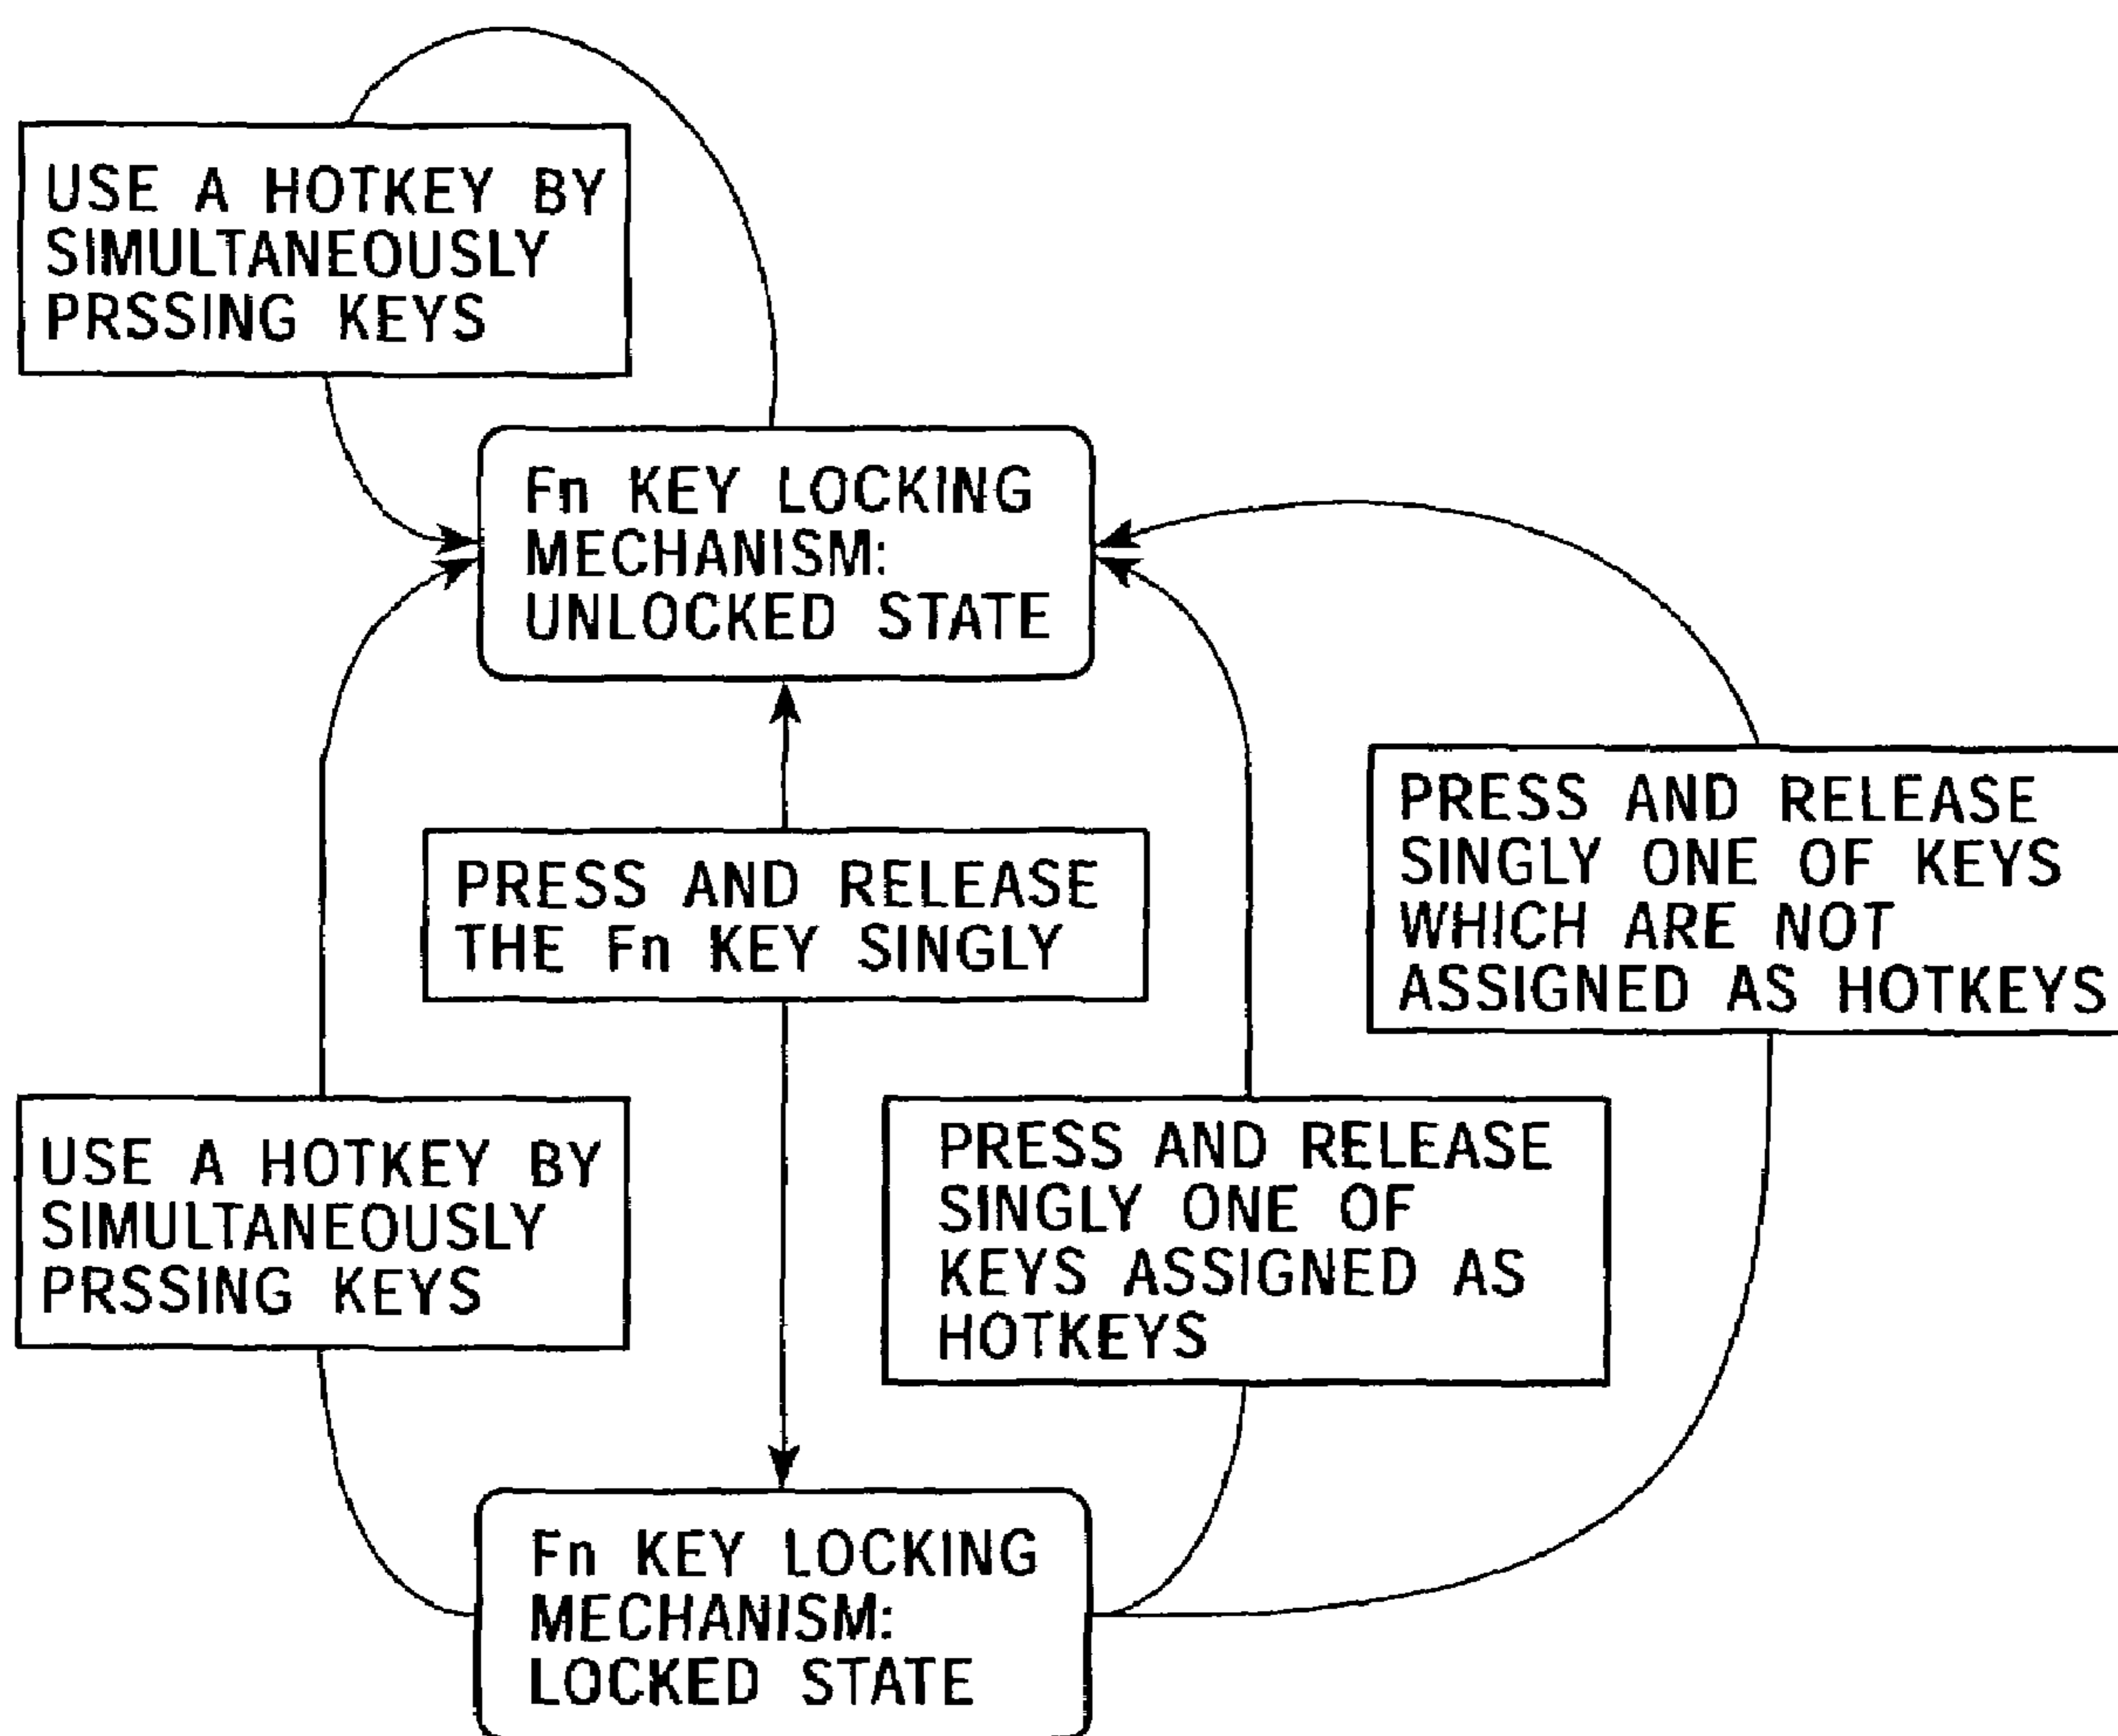 USE A HOTKEY BY
SIMULTANEOUSLY
PRSSING KEYS
Fn KEY LOCKING
MECHANISM:
UNLOCKED STATE
PRESS AND RELEASE
THE Fn KEY SINGLY
PRESS AND RELEASE
SINGLY ONE OF KEYS
WHICH ARE NOT
ASSIGNED AS HOTKEYS
USE A HOTKEY BY
SIMULTANEOUSLY
PRSSING KEYS
PRESS AND RELEASE
SINGLY ONE OF
KEYS ASSIGNED AS
HOTKEYS
Fn KEY LOCKING
MECHANISM:
LOCKED STATE